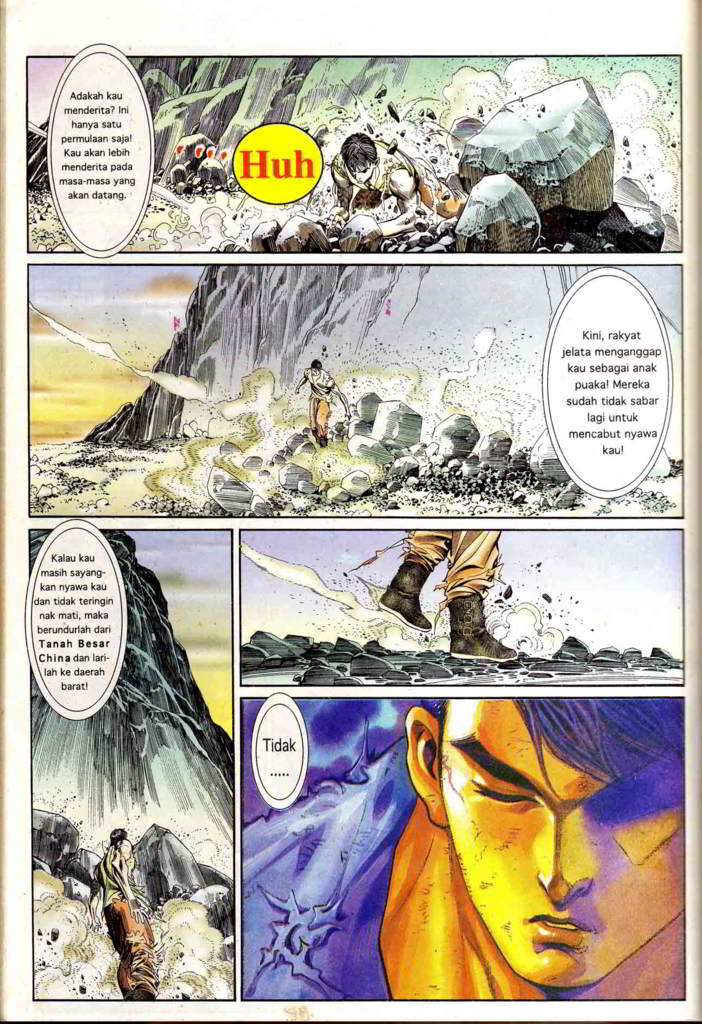 Adakah kau
menderita? Ini
hanya satu
permulaan saja!
Kau akan lebih
menderita pada
masa-masa yang
akan datang.
Huh
Kini, rakyat
jelata menganggap
kau sebagai anak
puaka! Mereka
sudah tidak sabar
lagi untuk
mencabut nyawa
kau!
Kalau kau
masih sayang-
kan nyawa kau
dan tidak teringin
nak mati, maka
berundurlah dari
Tanah Besar
China dan lari-
lah ke daerah
barat!
Tidak
.....